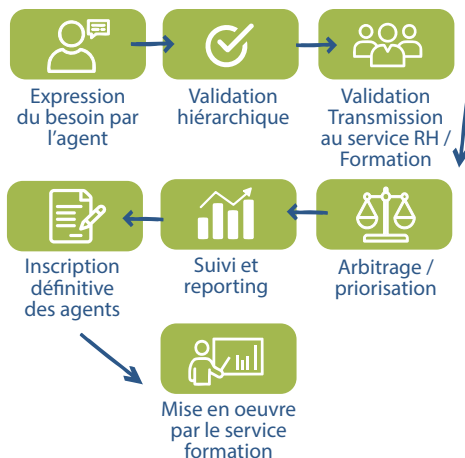 Expression
du besoin par
l'agent
Validation
hiérarchique
Validation
Transmission
au service RH /
Formation
Arbitrage /
priorisation
Suivi et
reporting
Inscription
définitive
des agents
Mise en oeuvre
par le service
formation